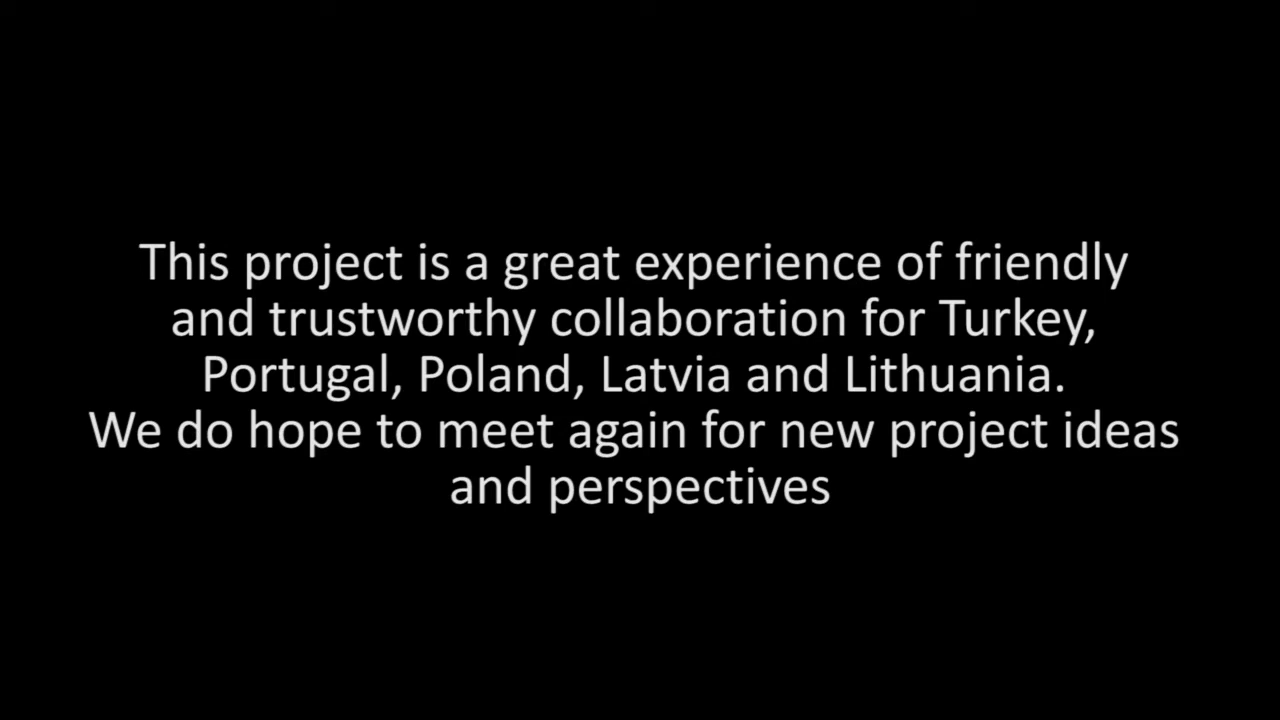 This project is a great experience of friendly
and trustworthy collaboration for Turkey,
Portugal, Poland, Latvia and Lithuania.
We do hope to meet again for new project ideas
and perspectives